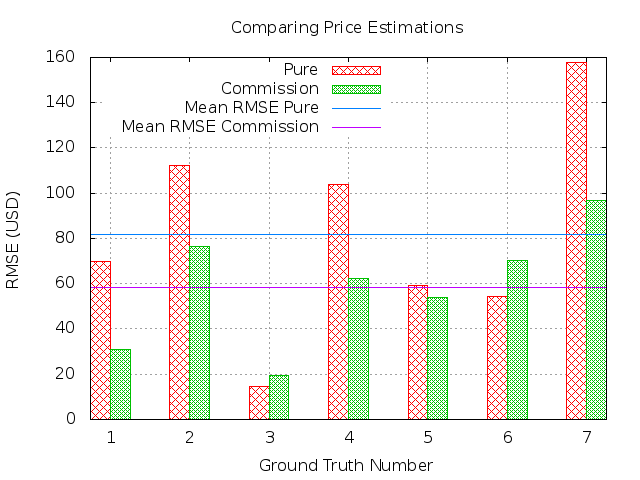 Comparing Price Estimations
RMSE (USD)
160
140
120
100
80
60
40
20
0
Pure
Commission
Mean RMSE Pure
Mean RMSE Commission
1 2 3 4 5 6 7
Ground Truth Number